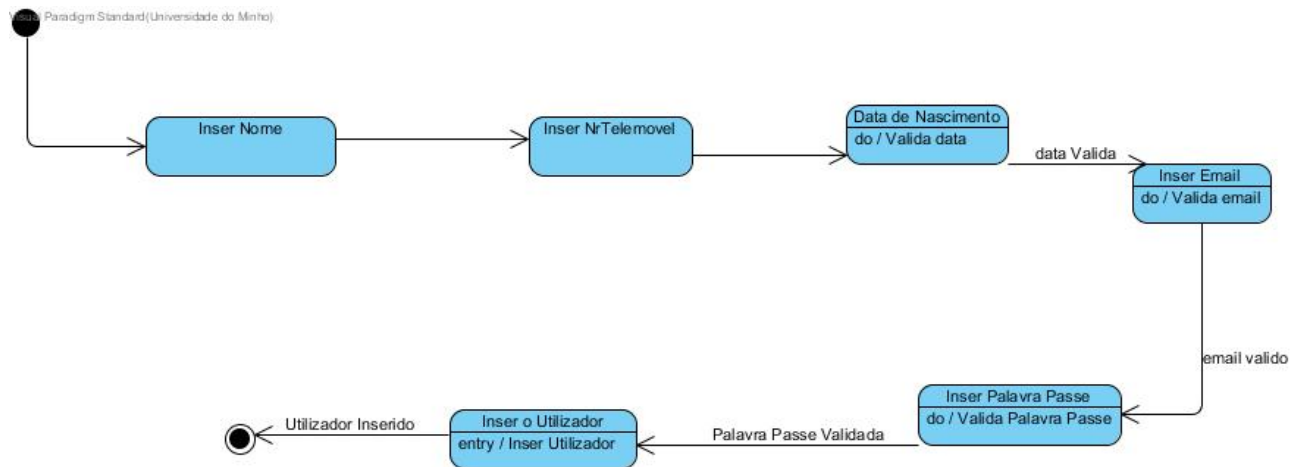 Visual Paradigm Standard(Universidade do Minho)
Inser Nome
Inser NrTelemovel
Data de Nascimento
do / Valida data
data Valida
Inser Email
do / Valida email
email valido
Inser Palavra Passe
do / Valida Palavra Passe
Palavra Passe Validada
Inser o Utilizador
entry / Inser Utilizador
Utilizador Inserido